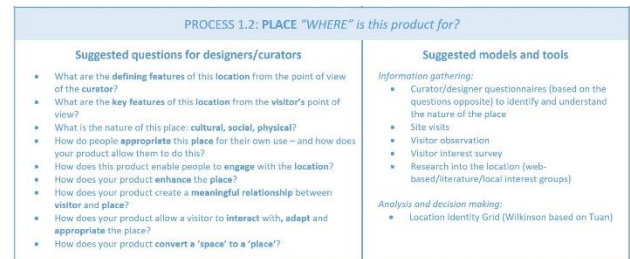 PROCESS 1.2: PLACE "WHERE" is this product for?
Suggested questions for designers/curators
• What are the defining features of this location from the point of view
of the curator?
• What are the key features of this location from the visitor's point of
view?
• What is the nature of this place: cultural, social, physical?
• How do people appropriate this place for their own use – and how does
your product allow them to do this?
• How does this product enable people to engage with the location?
• How does your product enhance the place?
• How does your product create a meaningful relationship between
visitor and place?
• How does your product allow a visitor to interact with, adapt and
appropriate the place?
• How does your product convert a 'space' to a 'place'?
Suggested models and tools
Information gathering:
• Curator/designer questionnaires (based on the
questions opposite) to identify and understand
the nature of the place
• Site visits
• Visitor observation
• Visitor interest survey
• Research into the location (web-
based/literature/local interest groups)
Analysis and decision making:
• Location Identity Grid (Wilkinson based on Tuan)